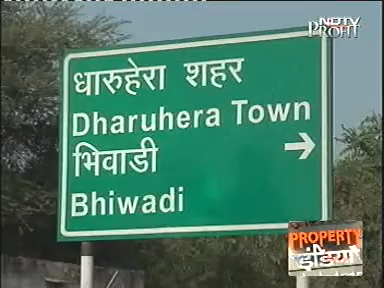 NDTV
PROFIT
धारुहेरा शहर
Dharuhera Town
भिवाडी
Bhiwadi
PROPERTY
इंडिया